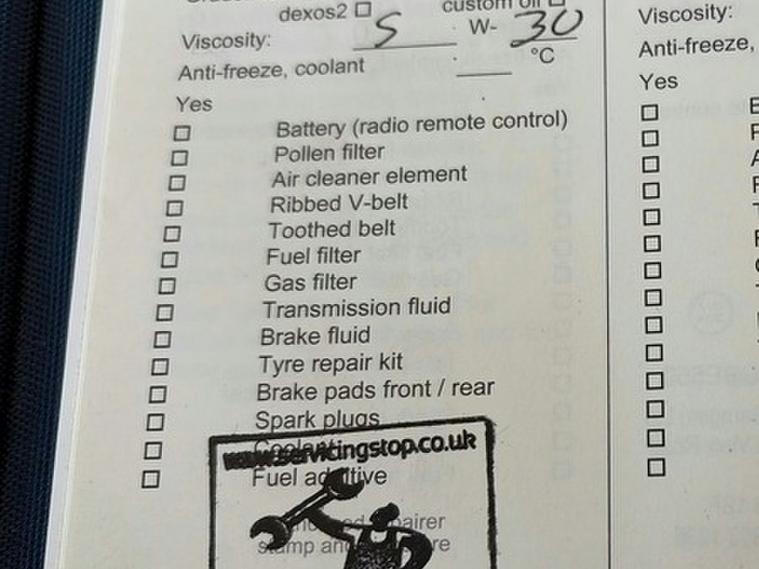 dexos2 ☐ custom oil ☐
Viscosity: 5 W- 30
Anti-freeze, coolant °C
Yes
☐ Battery (radio remote control)
☐ Pollen filter
☐ Air cleaner element
☐ Ribbed V-belt
☐ Toothed belt
☐ Fuel filter
☐ Gas filter
☐ Transmission fluid
☐ Brake fluid
☐ Tyre repair kit
☐ Brake pads front / rear
☐ Spark plugs
☐ Coolant
www.servicingstop.co.uk
☐ Fuel additive
Viscosity:
Anti-freeze,
Yes